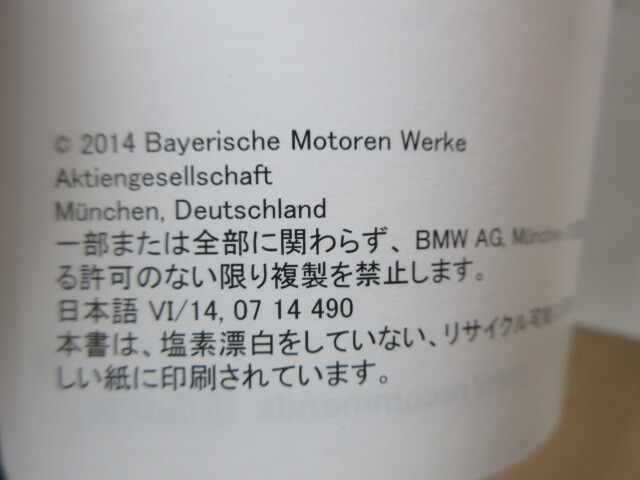 © 2014 Bayerische Motoren Werke
Aktiengesellschaft
München, Deutschland
一部または全部に関わらず、BMW AG, München
る許可のない限り複製を禁止します。
日本語 VI/14, 07 14 490
本書は、塩素漂白をしていない、リサイクル可能
しい紙に印刷されています。
recommends